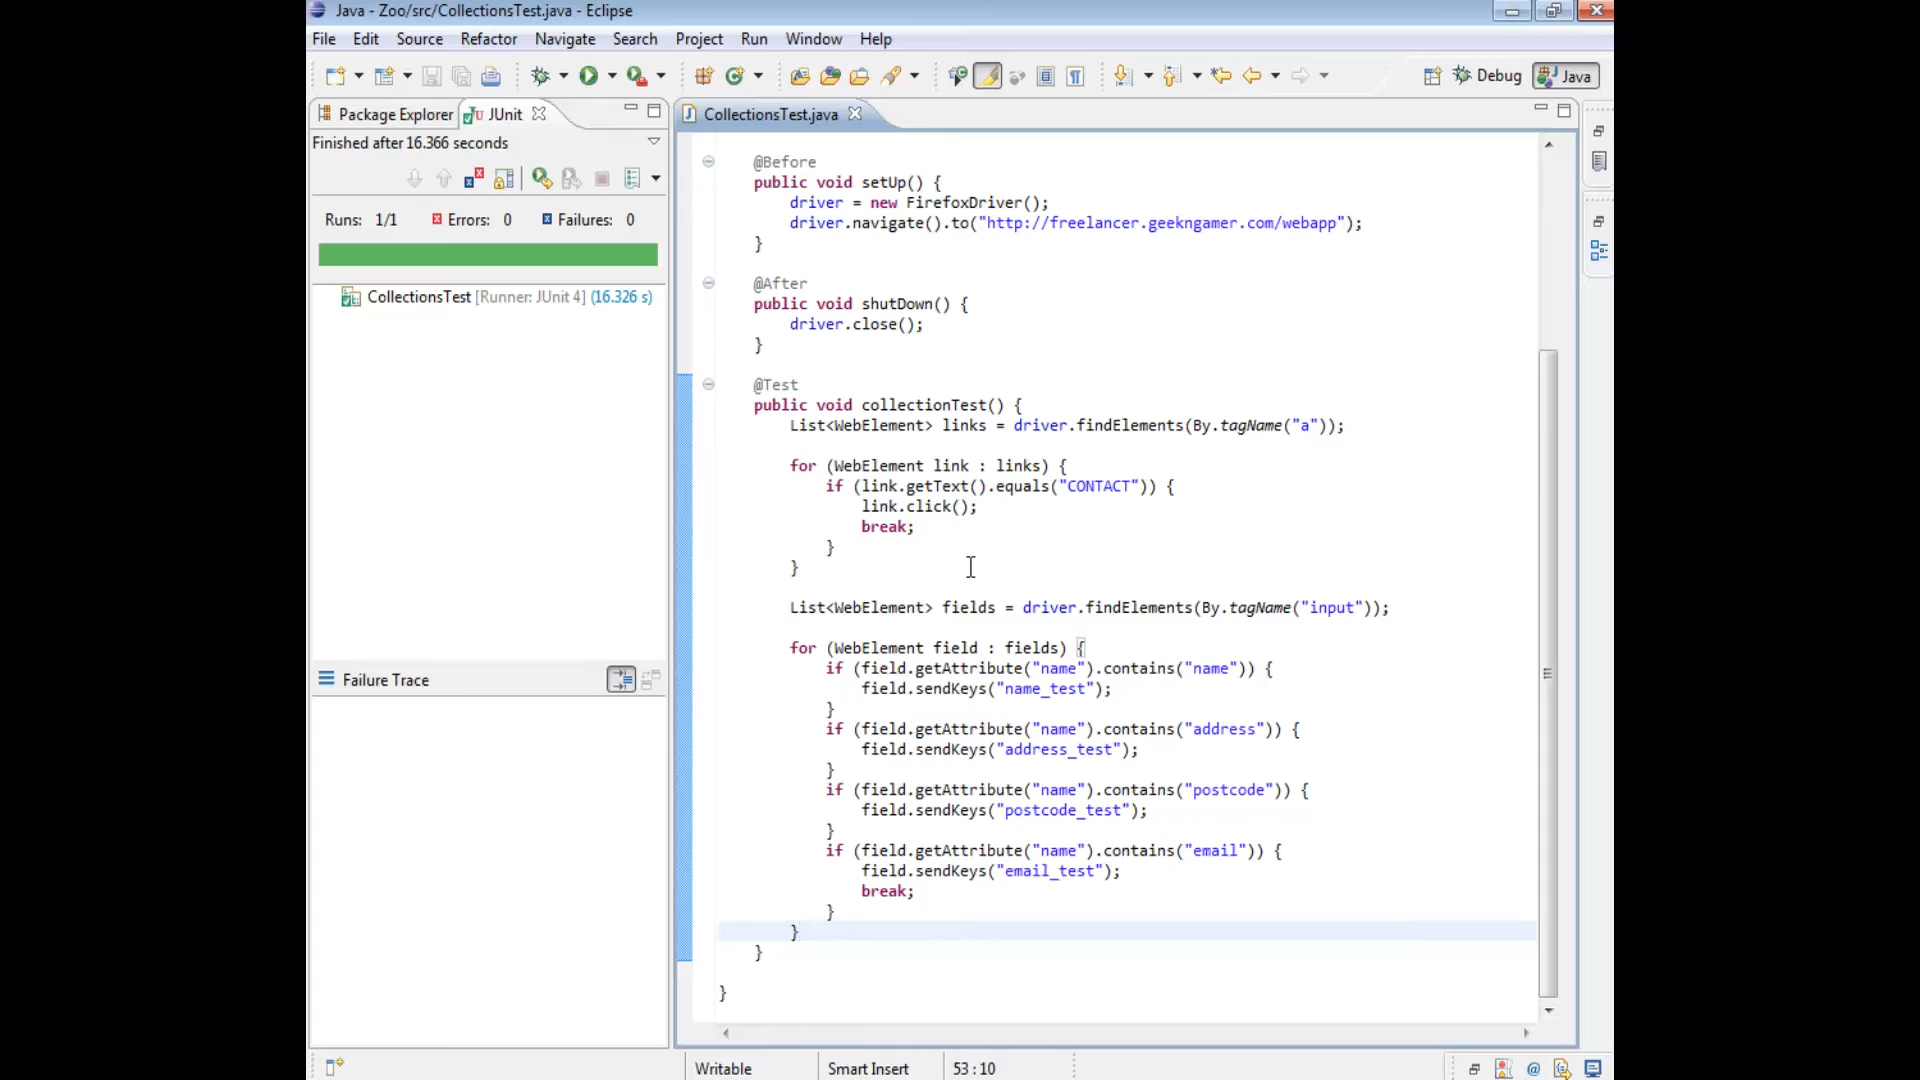 Java - Zoo/src/CollectionsTest.java - Eclipse
File Edit Source Refactor Navigate Search Project Run Window Help
Debug Java
Package Explorer JUnit
Finished after 16.366 seconds
Runs: 1/1 Errors: 0 Failures: 0
CollectionsTest [Runner: JUnit 4] (16.326 s)
Failure Trace
CollectionsTest.java
@Before
public void setUp() {
driver = new FirefoxDriver();
driver.navigate().to("http://freelancer.geekngamer.com/webapp");
}
@After
public void shutDown() {
driver.close();
}
@Test
public void collectionTest() {
List<WebElement> links = driver.findElements(By.tagName("a"));
for (WebElement link : links) {
if (link.getText().equals("CONTACT")) {
link.click();
break;
}
}
List<WebElement> fields = driver.findElements(By.tagName("input"));
for (WebElement field : fields) {
if (field.getAttribute("name").contains("name")) {
field.sendKeys("name_test");
}
if (field.getAttribute("name").contains("address")) {
field.sendKeys("address_test");
}
if (field.getAttribute("name").contains("postcode")) {
field.sendKeys("postcode_test");
}
if (field.getAttribute("name").contains("email")) {
field.sendKeys("email_test");
break;
}
}
}
}
Writable Smart Insert 53 : 10